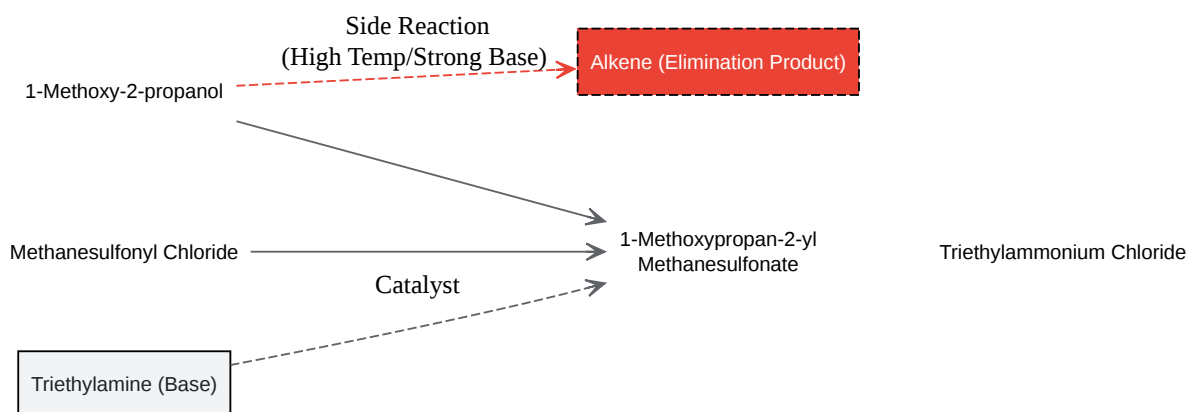 Side Reaction
(High Temp/Strong Base)
Alkene (Elimination Product)
1-Methoxy-2-propanol
Methanesulfonyl Chloride
1-Methoxypropan-2-yl
Methanesulfonate
Triethylammonium Chloride
Catalyst
Triethylamine (Base)